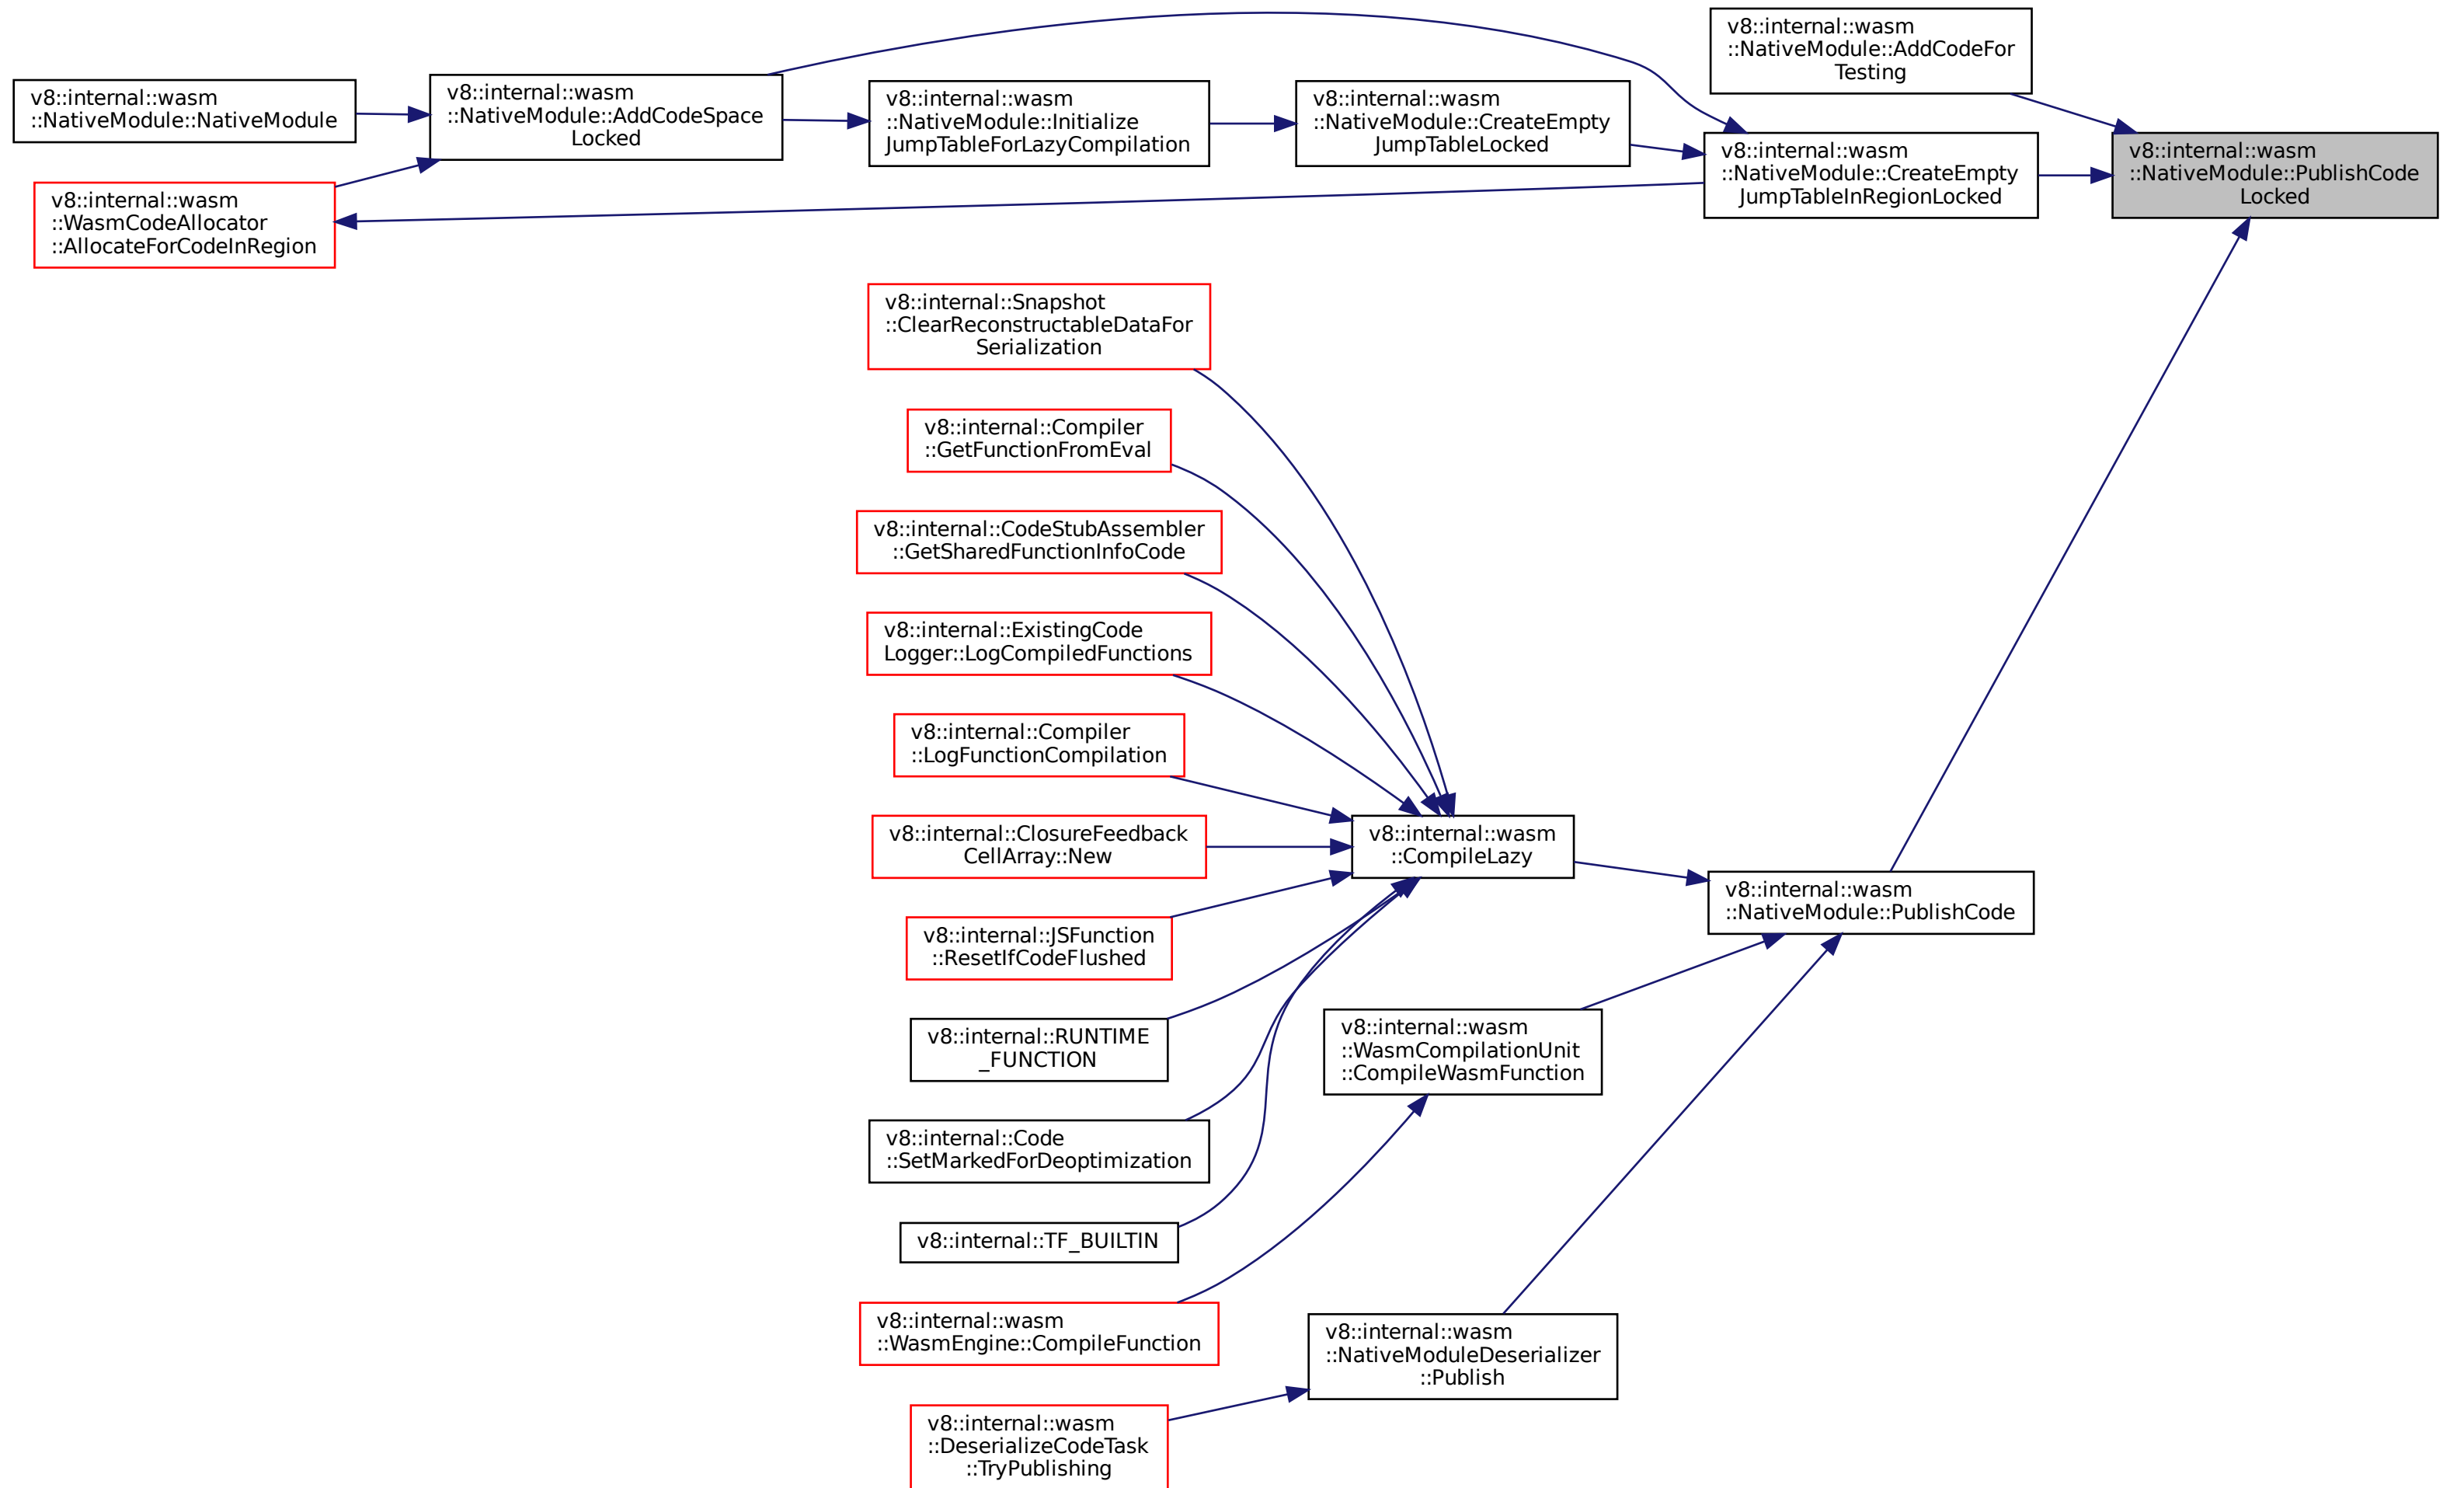 v8::internal::wasm
::NativeModule::AddCodeFor
Testing
v8::internal::wasm
::NativeModule::NativeModule
v8::internal::wasm
::NativeModule::AddCodeSpace
Locked
v8::internal::wasm
::NativeModule::Initialize
JumpTableForLazyCompilation
v8::internal::wasm
::NativeModule::CreateEmpty
JumpTableLocked
v8::internal::wasm
::NativeModule::CreateEmpty
JumpTableInRegionLocked
v8::internal::wasm
::NativeModule::PublishCode
Locked
v8::internal::wasm
::WasmCodeAllocator
::AllocateForCodeInRegion
v8::internal::Snapshot
::ClearReconstructableDataFor
Serialization
v8::internal::Compiler
::GetFunctionFromEval
v8::internal::CodeStubAssembler
::GetSharedFunctionInfoCode
v8::internal::ExistingCode
Logger::LogCompiledFunctions
v8::internal::Compiler
::LogFunctionCompilation
v8::internal::ClosureFeedback
CellArray::New
v8::internal::wasm
::CompileLazy
v8::internal::wasm
::NativeModule::PublishCode
v8::internal::JSFunction
::ResetIfCodeFlushed
v8::internal::RUNTIME
_FUNCTION
v8::internal::wasm
::WasmCompilationUnit
::CompileWasmFunction
v8::internal::Code
::SetMarkedForDeoptimization
v8::internal::TF_BUILTIN
v8::internal::wasm
::WasmEngine::CompileFunction
v8::internal::wasm
::NativeModuleDeserializer
::Publish
v8::internal::wasm
::DeserializeCodeTask
::TryPublishing